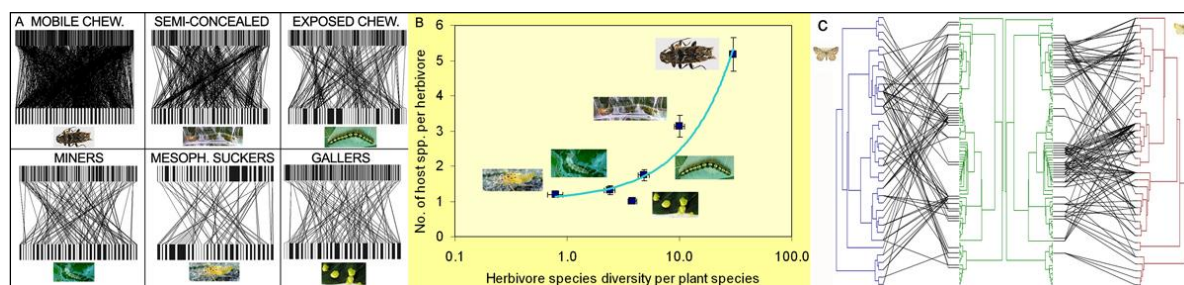 A MOBILE CHEW.
SEMI-CONCEALED
EXPOSED CHEW.
MINERS
MESOPH. SUCKERS
GALLERS
B
No. of host spp. per herbivore
6
5
4
3
2
1
0
0.1 1.0 10.0 100.0
Herbivore species diversity per plant species
C